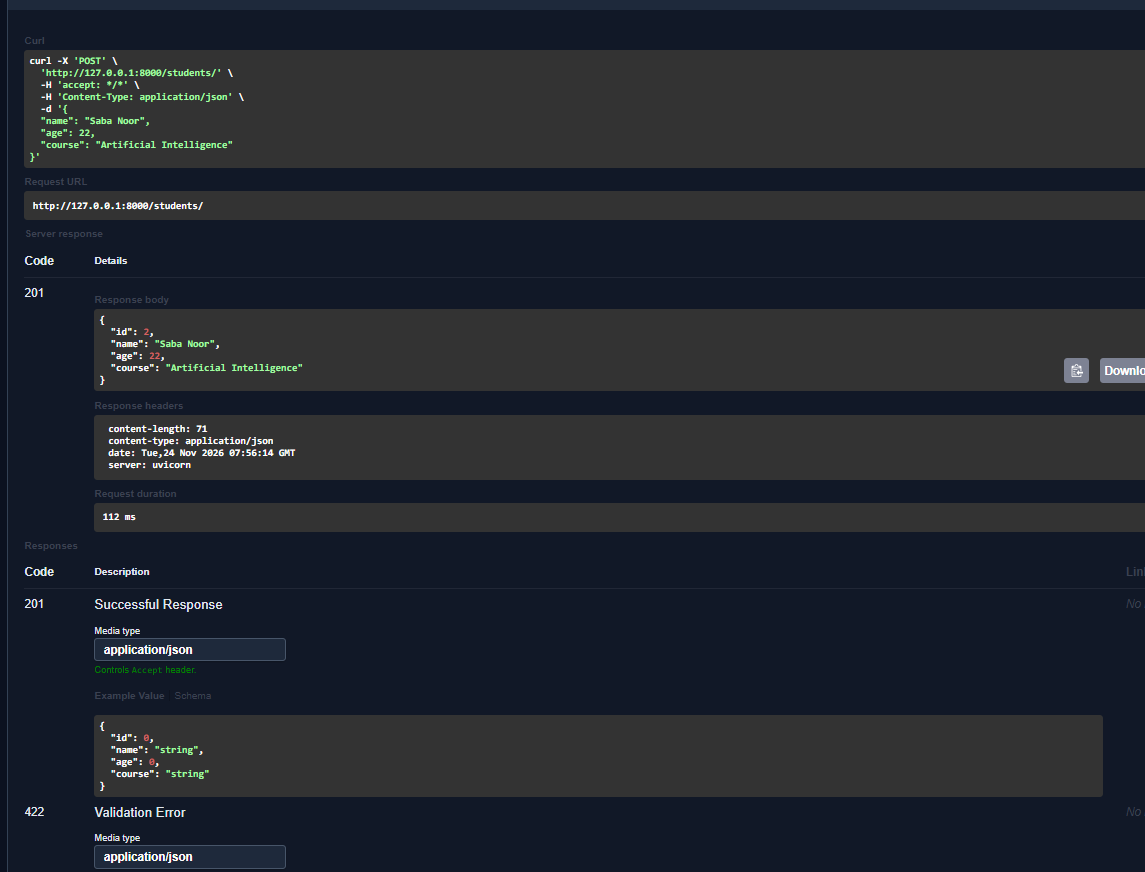 Curl
curl -X 'POST' \
  'http://127.0.0.1:8000/students/' \
  -H 'accept: */*' \
  -H 'Content-Type: application/json' \
  -d '{
  "name": "Saba Noor",
  "age": 22,
  "course": "Artificial Intelligence"
}'
Request URL
http://127.0.0.1:8000/students/
Server response
Code Details
201
Response body
{
  "id": 2,
  "name": "Saba Noor",
  "age": 22,
  "course": "Artificial Intelligence"
}
Downlo
Response headers
content-length: 71
content-type: application/json
date: Tue,24 Nov 2026 07:56:14 GMT
server: uvicorn
Request duration
112 ms
Responses
Code Description Lin
201 Successful Response No
Media type
application/json
Controls Accept header.
Example Value Schema
{
  "id": 0,
  "name": "string",
  "age": 0,
  "course": "string"
}
422 Validation Error No
Media type
application/json